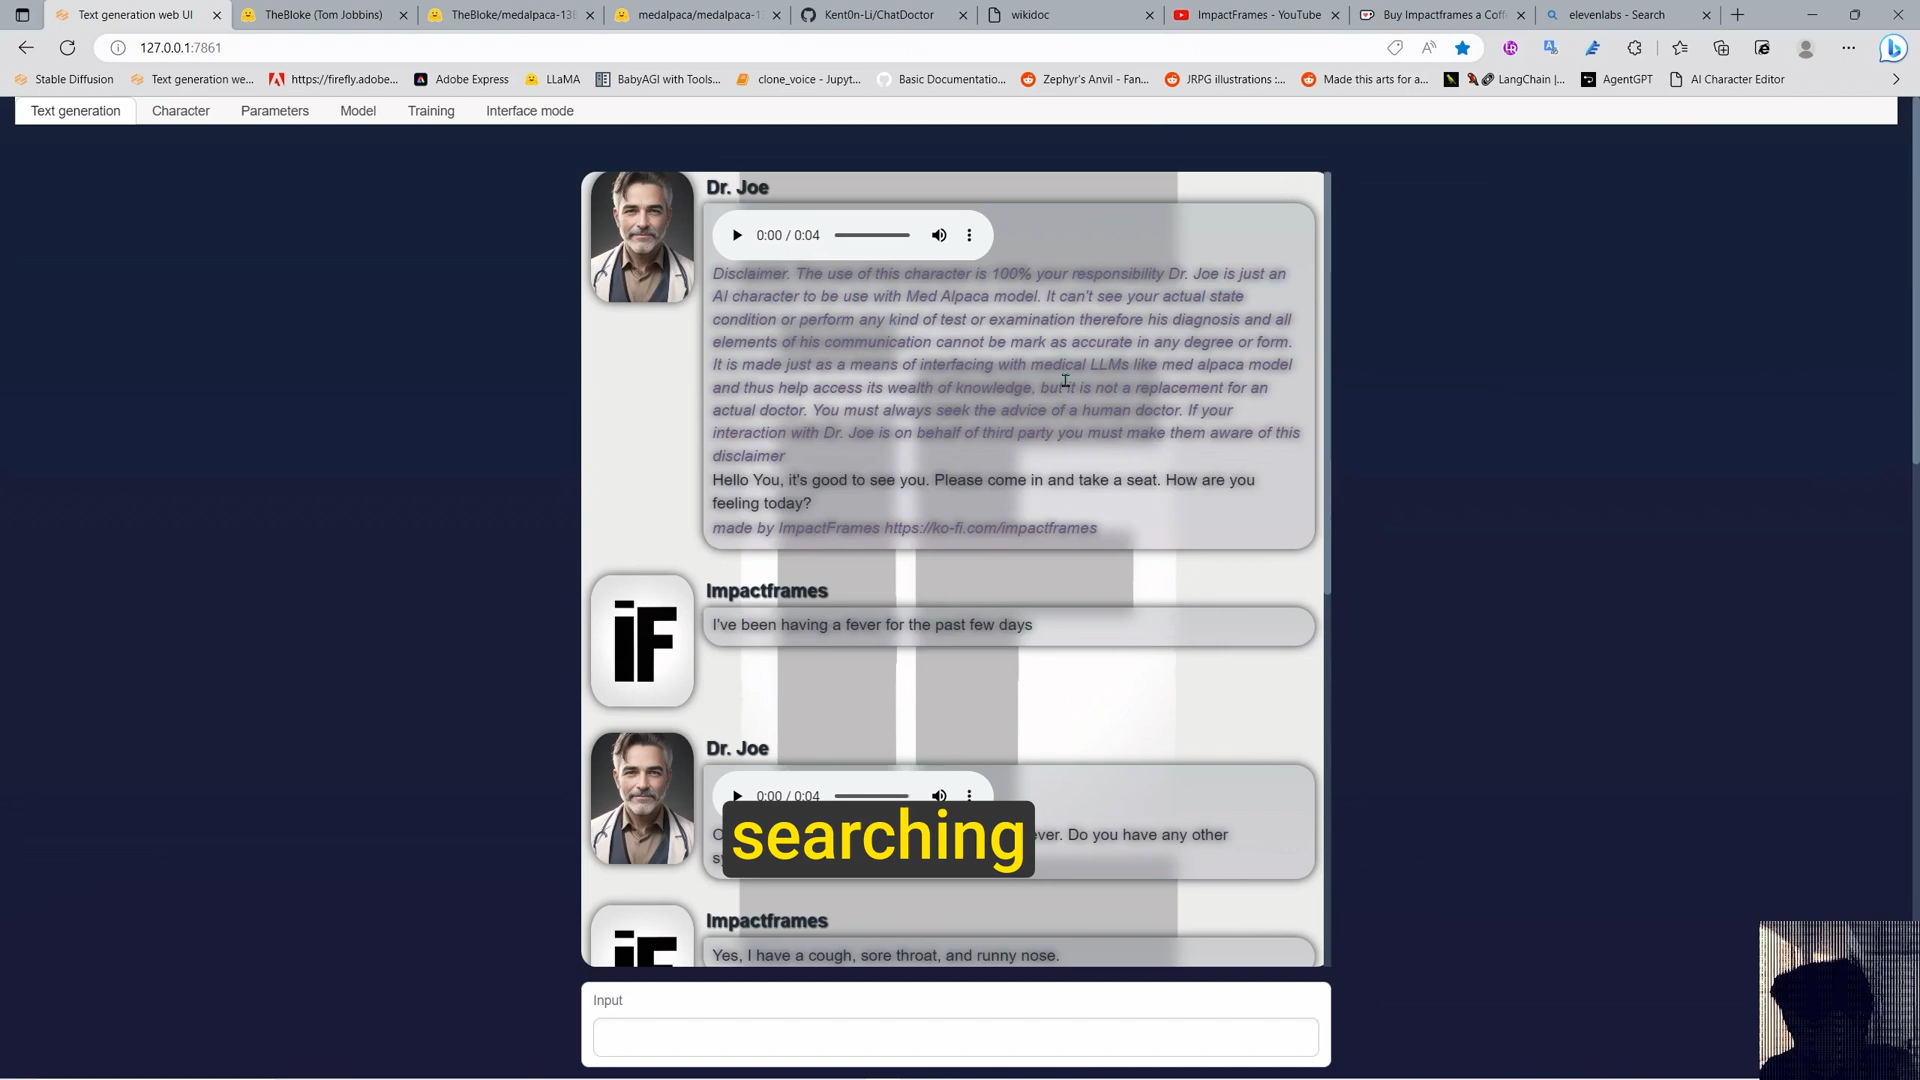 Text generation web UI
TheBloke (Tom Jobbins)
TheBloke/medalpaca-13B
medalpaca/medalpaca-1
Kent0n-Li/ChatDoctor
wikidoc
ImpactFrames - YouTube
Buy Impactframes a Coff
elevenlabs - Search
127.0.0.1:7861
Stable Diffusion
Text generation we...
https://firefly.adobe...
Adobe Express
LLaMA
BabyAGI with Tools...
clone_voice - Jupyt...
Basic Documentatio...
Zephyr's Anvil - Fan...
JRPG illustrations :...
Made this arts for a...
LangChain |...
AgentGPT
AI Character Editor
Text generation
Character
Parameters
Model
Training
Interface mode
Dr. Joe
0:00 / 0:04
Disclaimer. The use of this character is 100% your responsibility Dr. Joe is just an
AI character to be use with Med Alpaca model. It can't see your actual state
condition or perform any kind of test or examination therefore his diagnosis and all
elements of his communication cannot be mark as accurate in any degree or form.
It is made just as a means of interfacing with medical LLMs like med alpaca model
and thus help access its wealth of knowledge, but it is not a replacement for an
actual doctor. You must always seek the advice of a human doctor. If your
interaction with Dr. Joe is on behalf of third party you must make them aware of this
disclaimer
Hello You, it's good to see you. Please come in and take a seat. How are you
feeling today?
made by ImpactFrames https://ko-fi.com/impactframes
iF
Impactframes
I've been having a fever for the past few days
Dr. Joe
0:00 / 0:04
ever. Do you have any other
searching
iF
Impactframes
Yes, I have a cough, sore throat, and runny nose.
Input